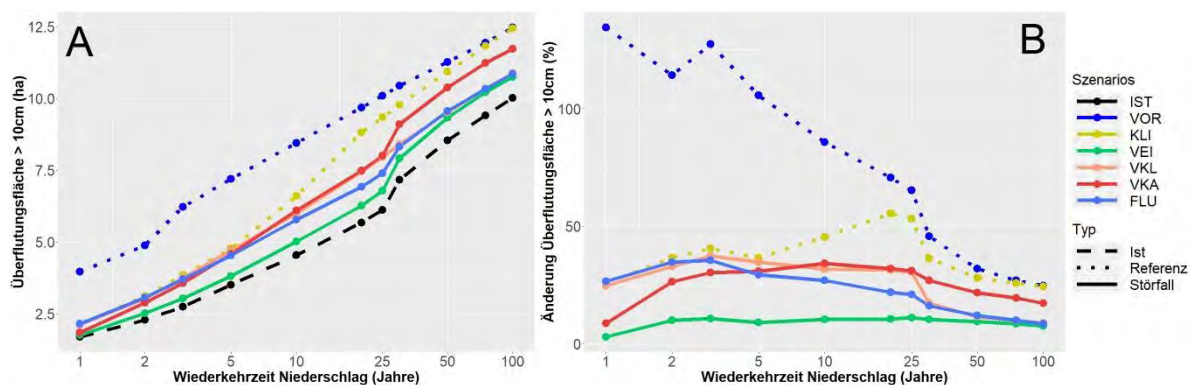 A
Überflutungsfläche > 10cm (ha)
12.5
10.0
7.5
5.0
2.5
1 2 5 10 25 50 100
Wiederkehrzeit Niederschlag (Jahre)
B
Änderung Überflutungsfläche > 10cm (%)
100
50
0
1 2 5 10 25 50 100
Wiederkehrzeit Niederschlag (Jahre)
Szenarios
IST
VOR
KLI
VEI
VKL
VKA
FLU
Typ
Ist
Referenz
Störfall